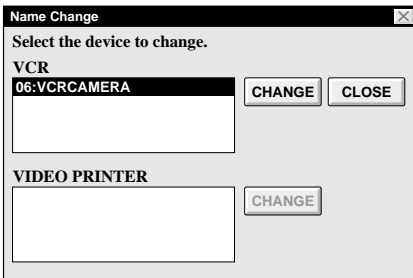 Name Change
Select the device to change.
VCR
06:VCRCAMERA
CHANGE CLOSE
VIDEO PRINTER
CHANGE